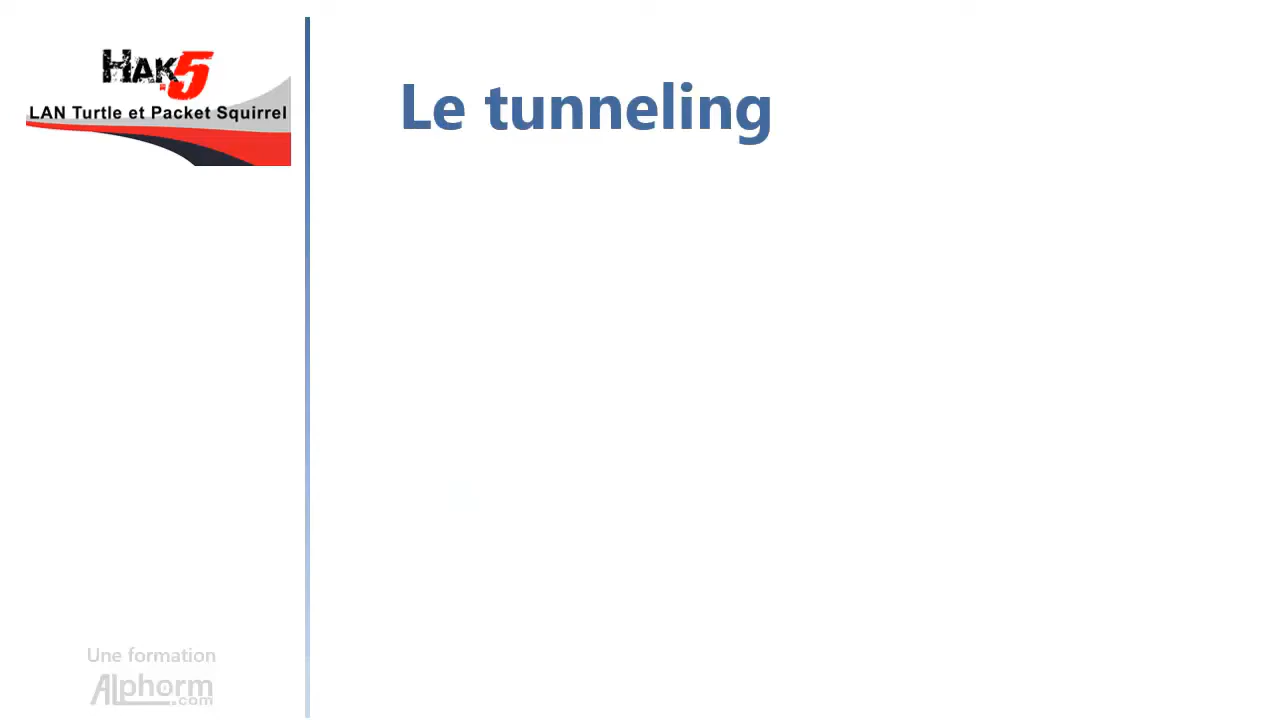 HAK5
LAN Turtle et Packet Squirrel
Le tunneling
Une formation
Alphorm
.com